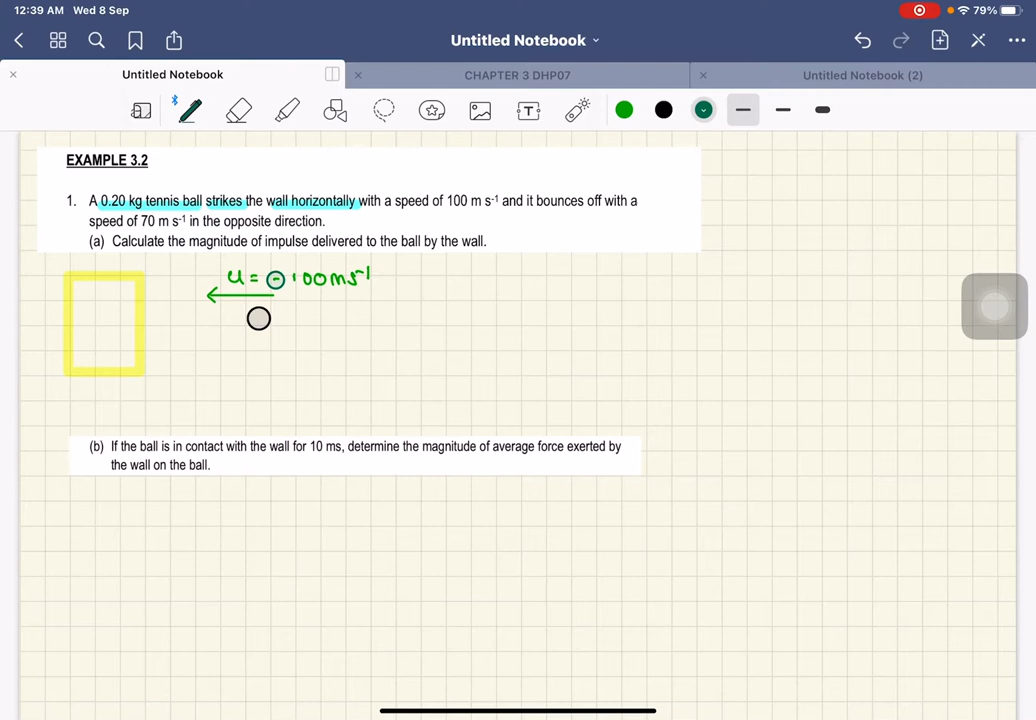 12:39 AM Wed 8 Sep
79%
Untitled Notebook
Untitled Notebook
CHAPTER 3 DHP07
Untitled Notebook (2)
EXAMPLE 3.2
1. A 0.20 kg tennis ball strikes the wall horizontally with a speed of 100 m s⁻¹ and it bounces off with a
speed of 70 m s⁻¹ in the opposite direction.
(a) Calculate the magnitude of impulse delivered to the ball by the wall.
u = - 100ms⁻¹
(b) If the ball is in contact with the wall for 10 ms, determine the magnitude of average force exerted by
the wall on the ball.